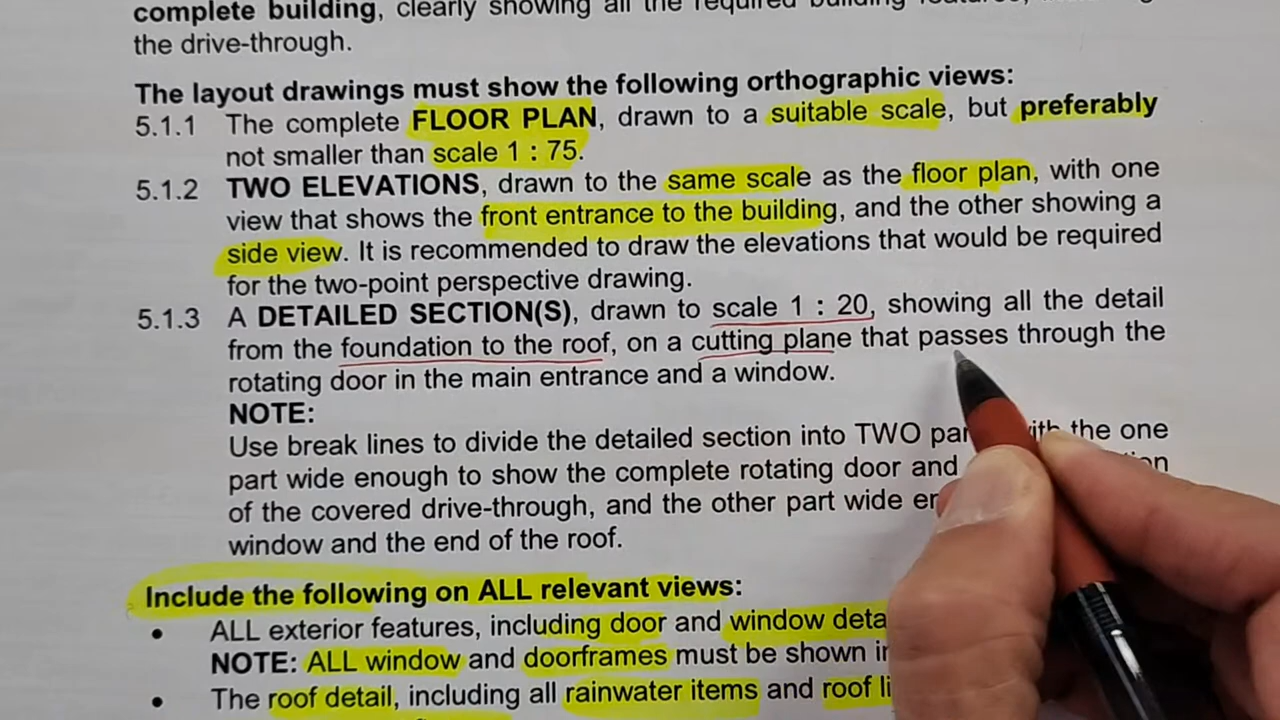 complete building, clearly showing all the required building
the drive-through.
The layout drawings must show the following orthographic views:
5.1.1 The complete FLOOR PLAN, drawn to a suitable scale, but preferably
not smaller than scale 1 : 75.
5.1.2 TWO ELEVATIONS, drawn to the same scale as the floor plan, with one
view that shows the front entrance to the building, and the other showing a
side view. It is recommended to draw the elevations that would be required
for the two-point perspective drawing.
5.1.3 A DETAILED SECTION(S), drawn to scale 1 : 20, showing all the detail
from the foundation to the roof, on a cutting plane that passes through the
rotating door in the main entrance and a window.
NOTE:
Use break lines to divide the detailed section into TWO with the one
part wide enough to show the complete rotating door and
of the covered drive-through, and the other part wide
window and the end of the roof.
Include the following on ALL relevant views:
• ALL exterior features, including door and window
NOTE: ALL window and doorframes must be shown
• The roof detail, including all rainwater items and roof